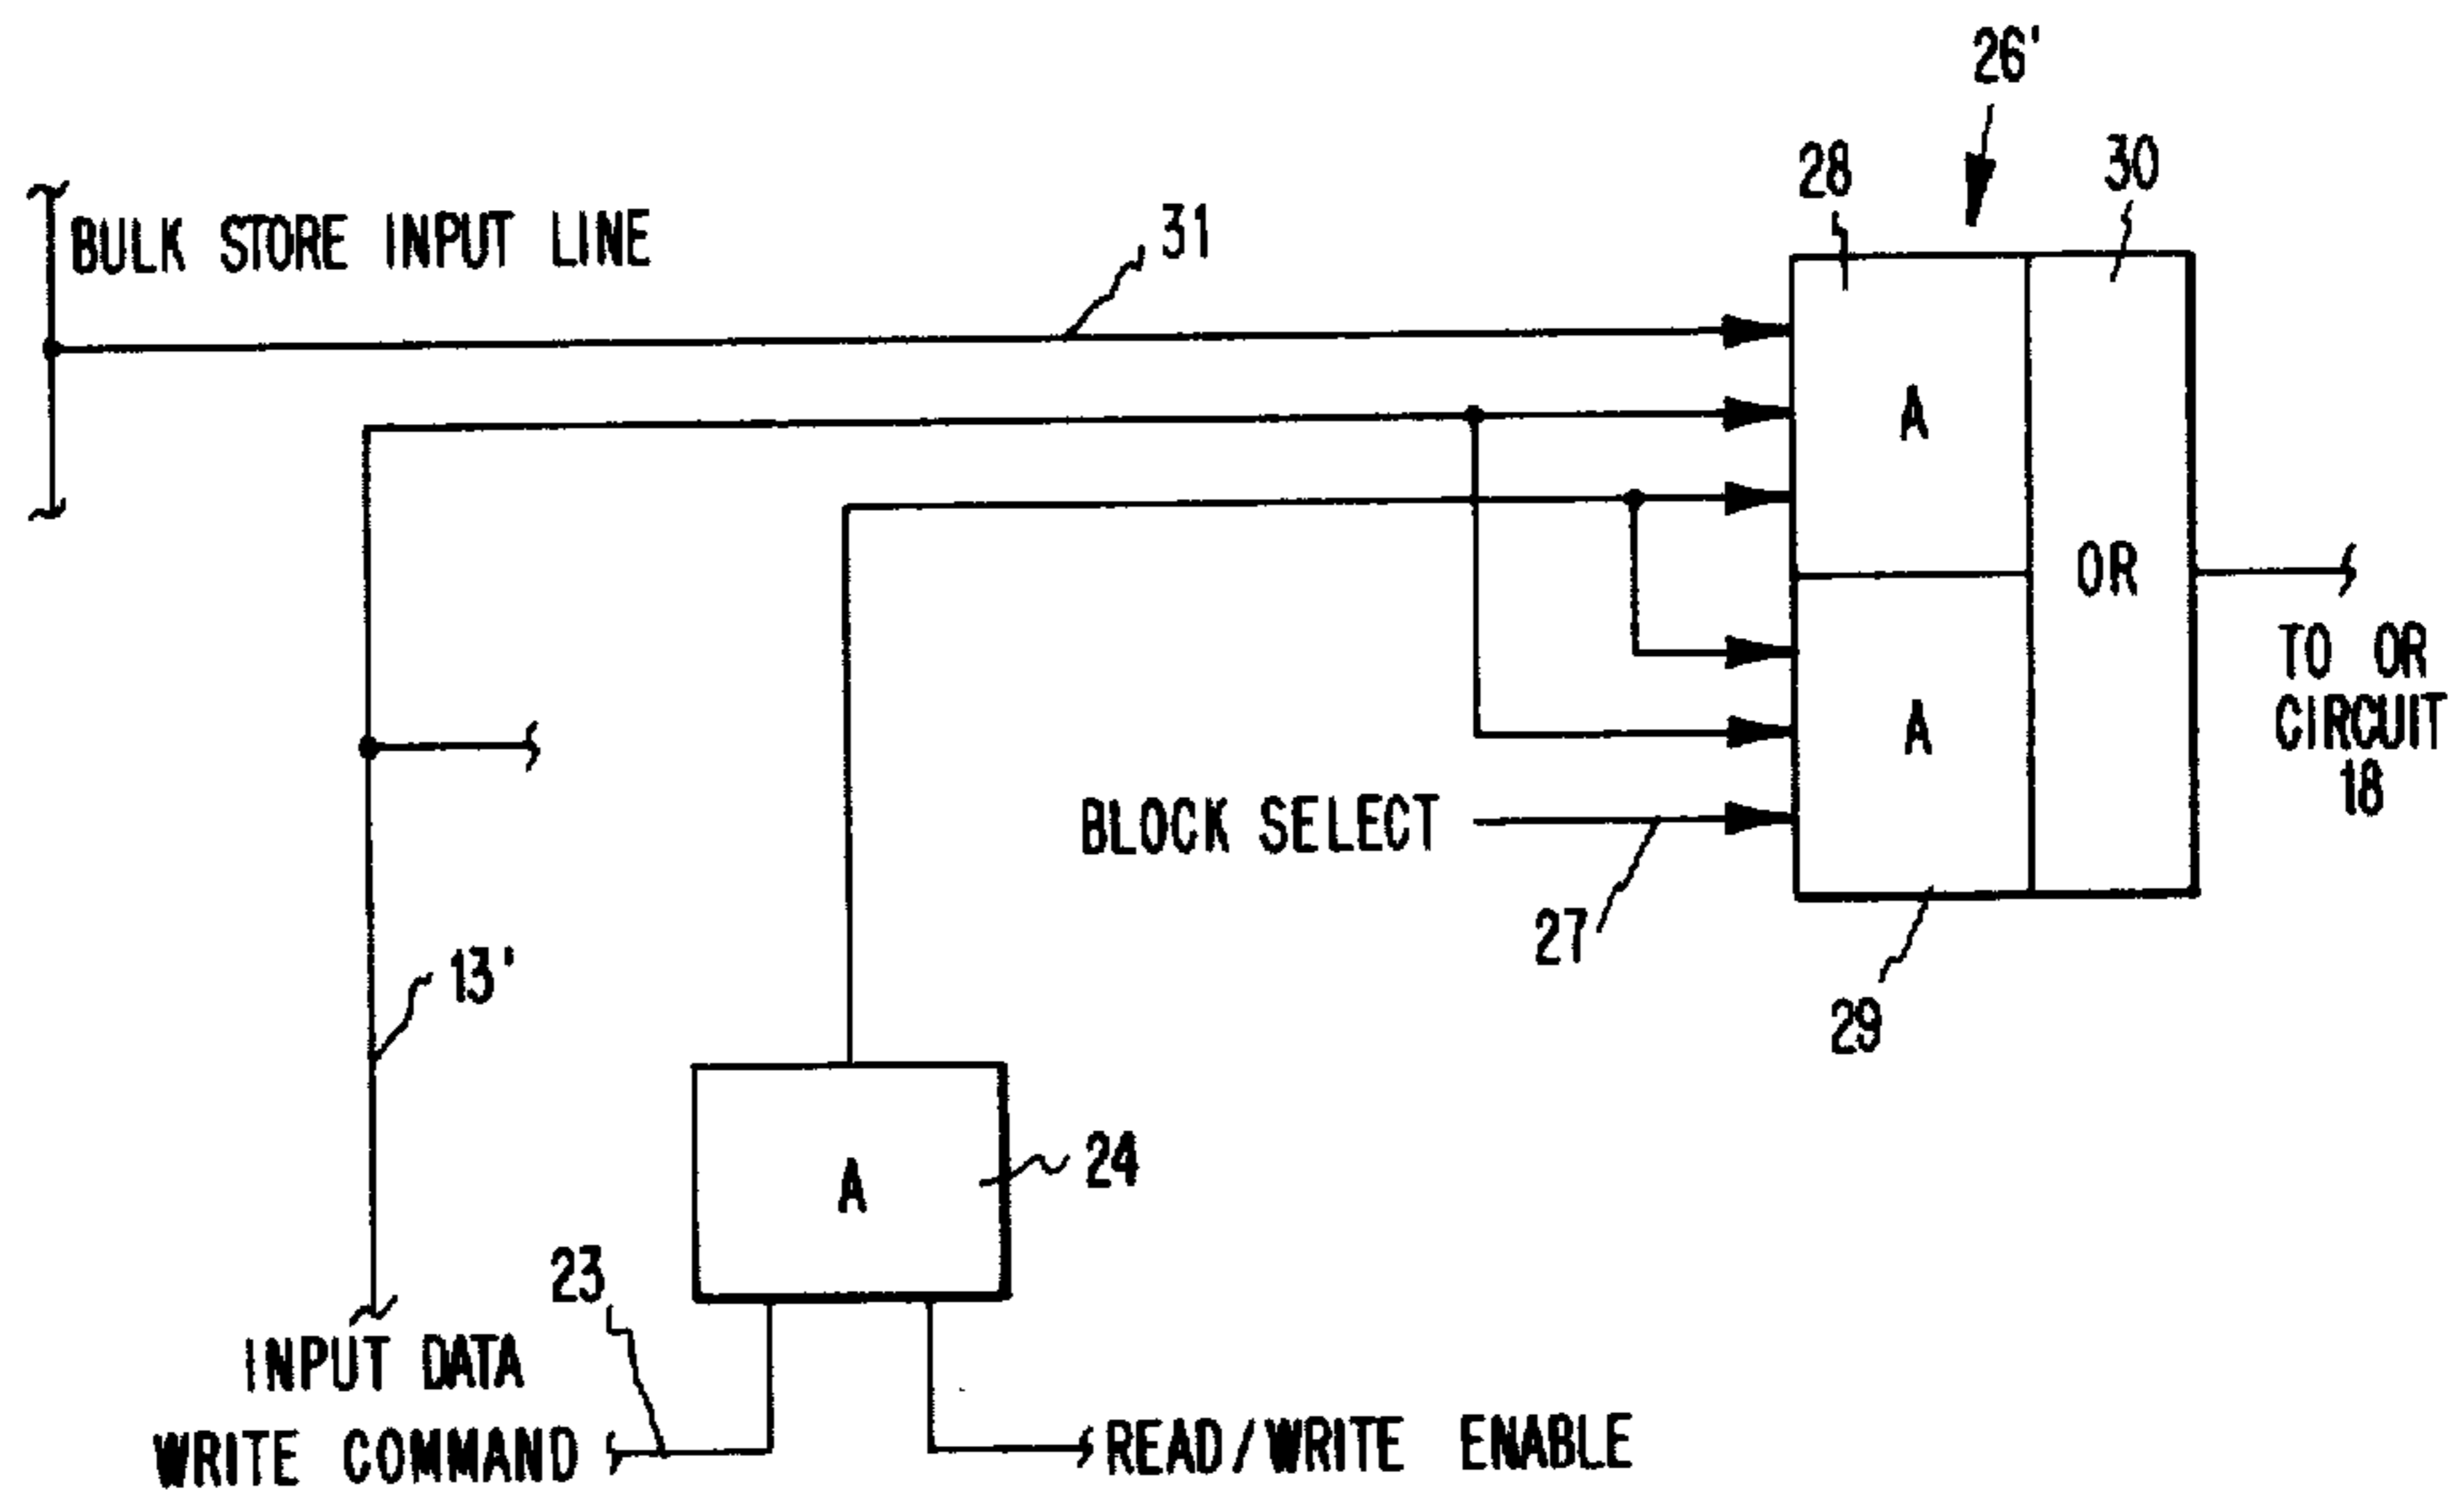 26'
28
30
31
BULK STORE INPUT LINE
A
OR
TO OR
CIRCUIT
18
A
BLOCK SELECT
27
13'
29
24
A
23
INPUT DATA
WRITE COMMAND
READ/WRITE ENABLE